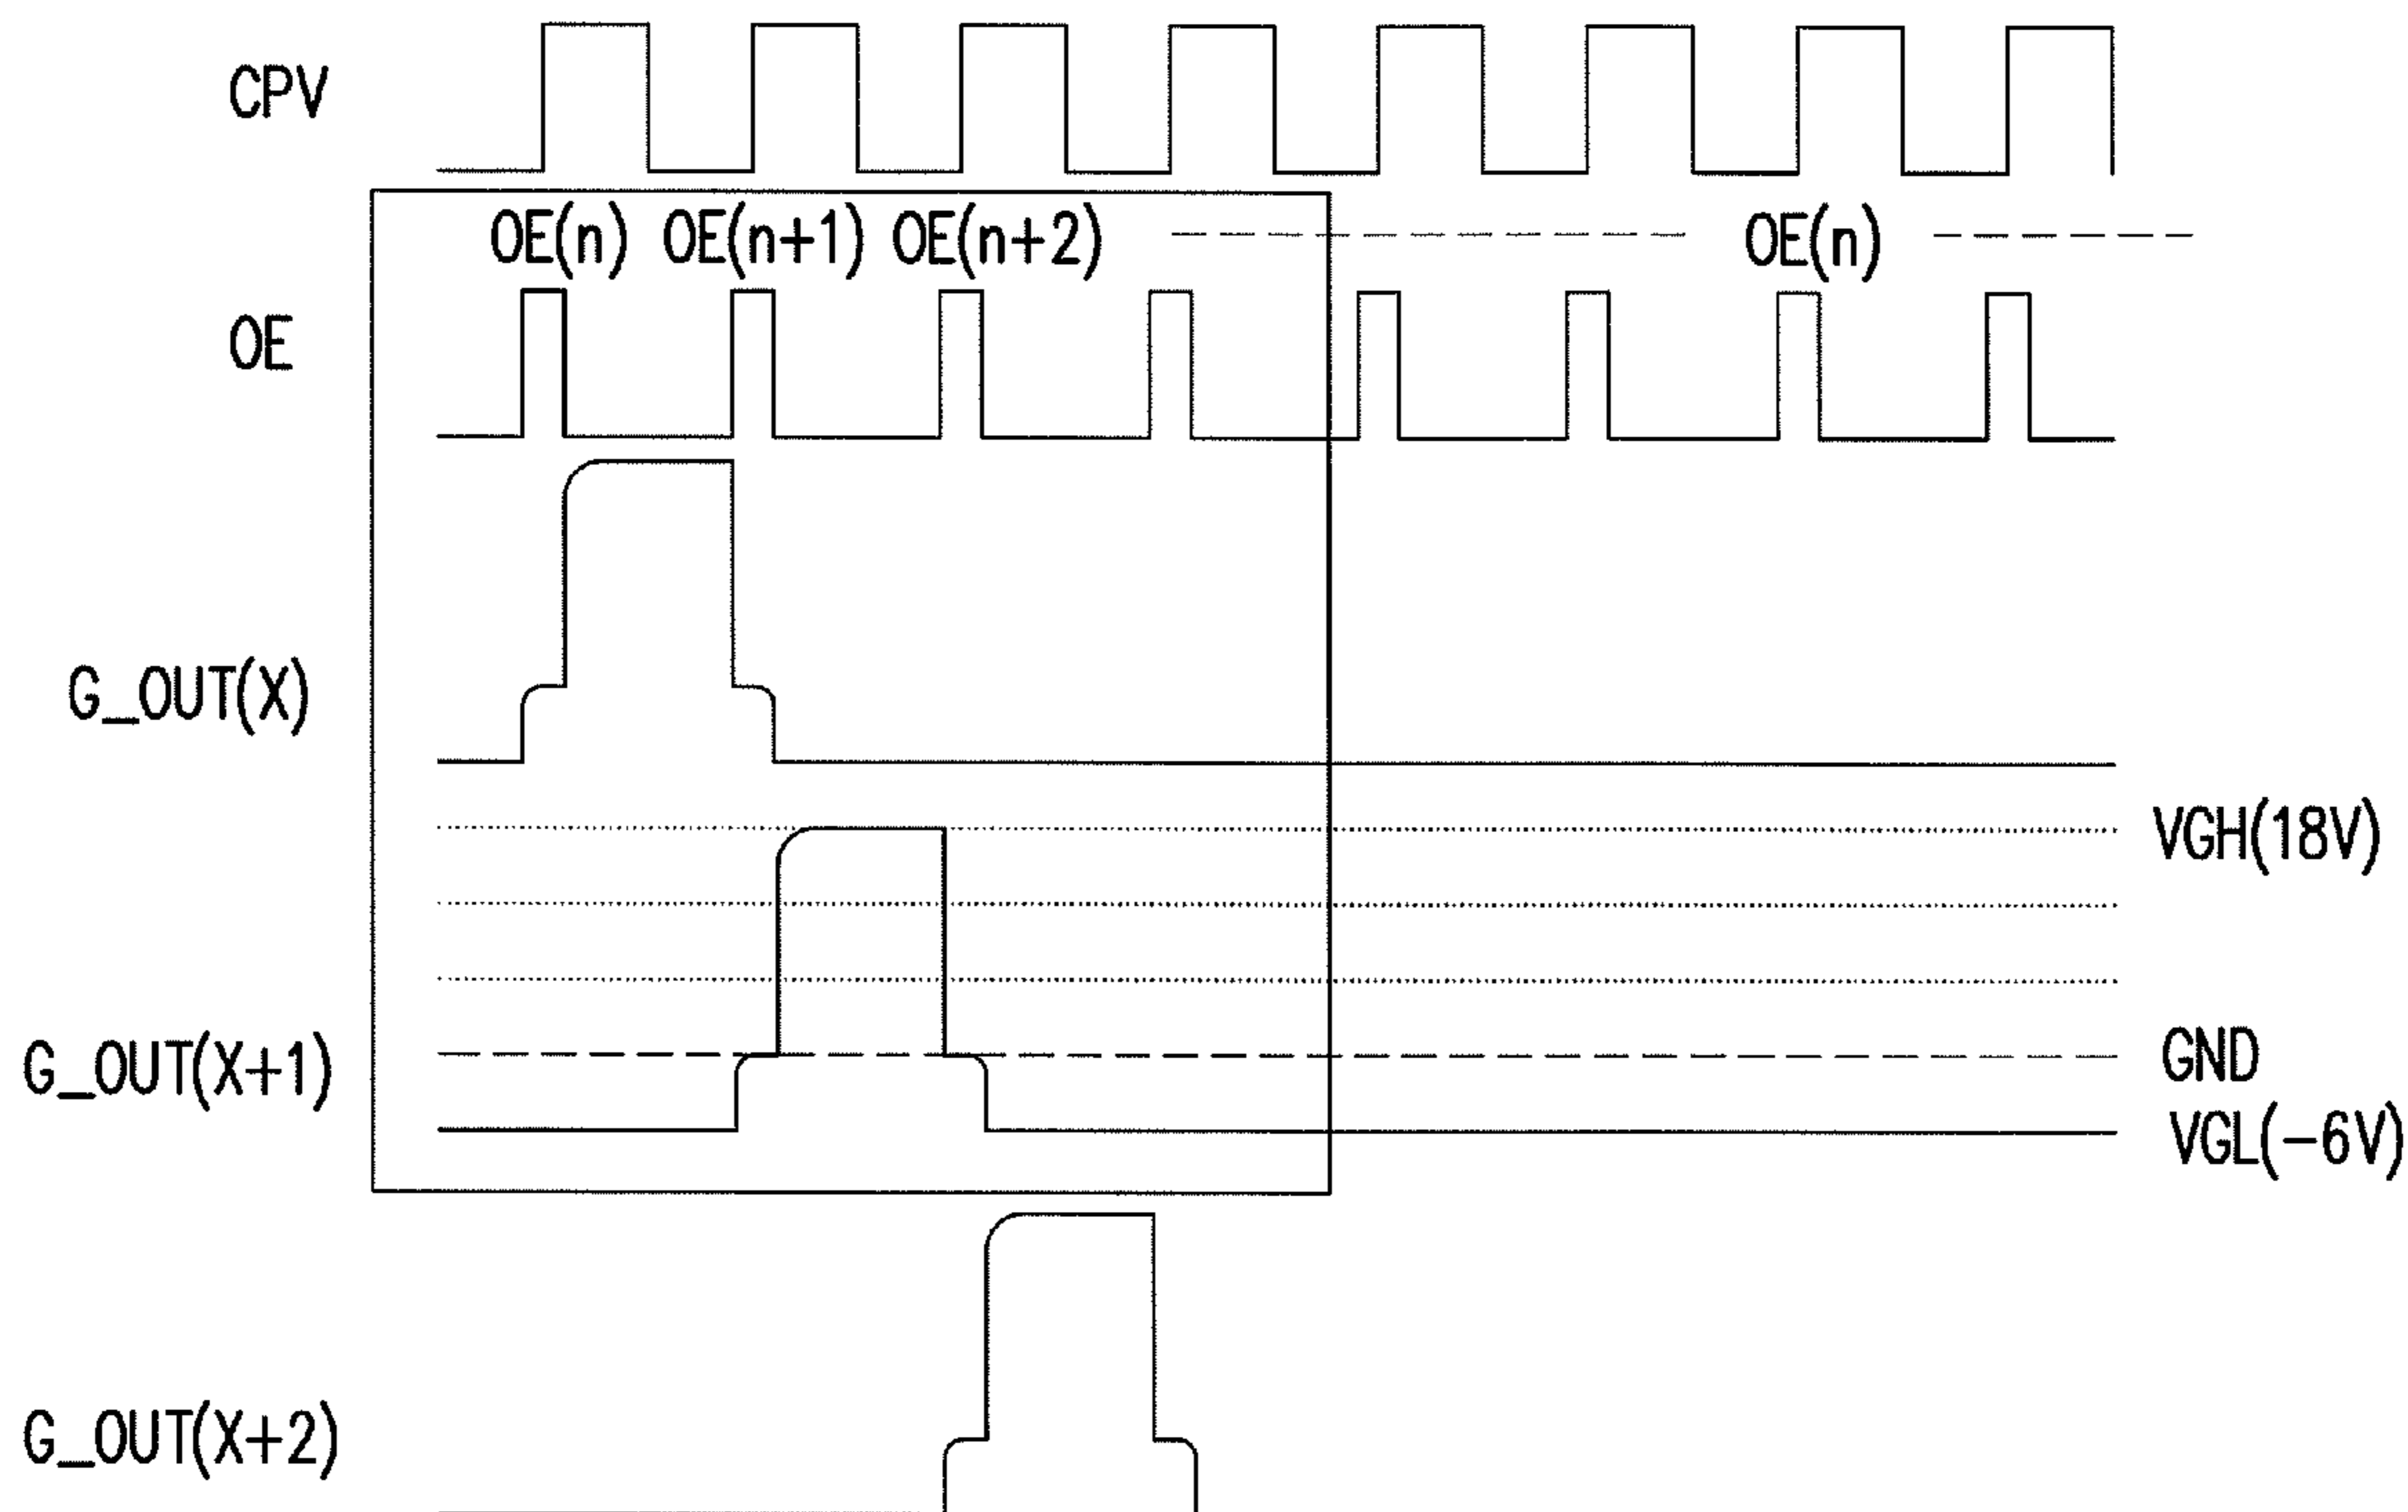 CPV
OE(n) OE(n+1) OE(n+2) OE(n)
OE
G_OUT(X)
VGH(18V)
G_OUT(X+1)
GND
VGL(-6V)
G_OUT(X+2)